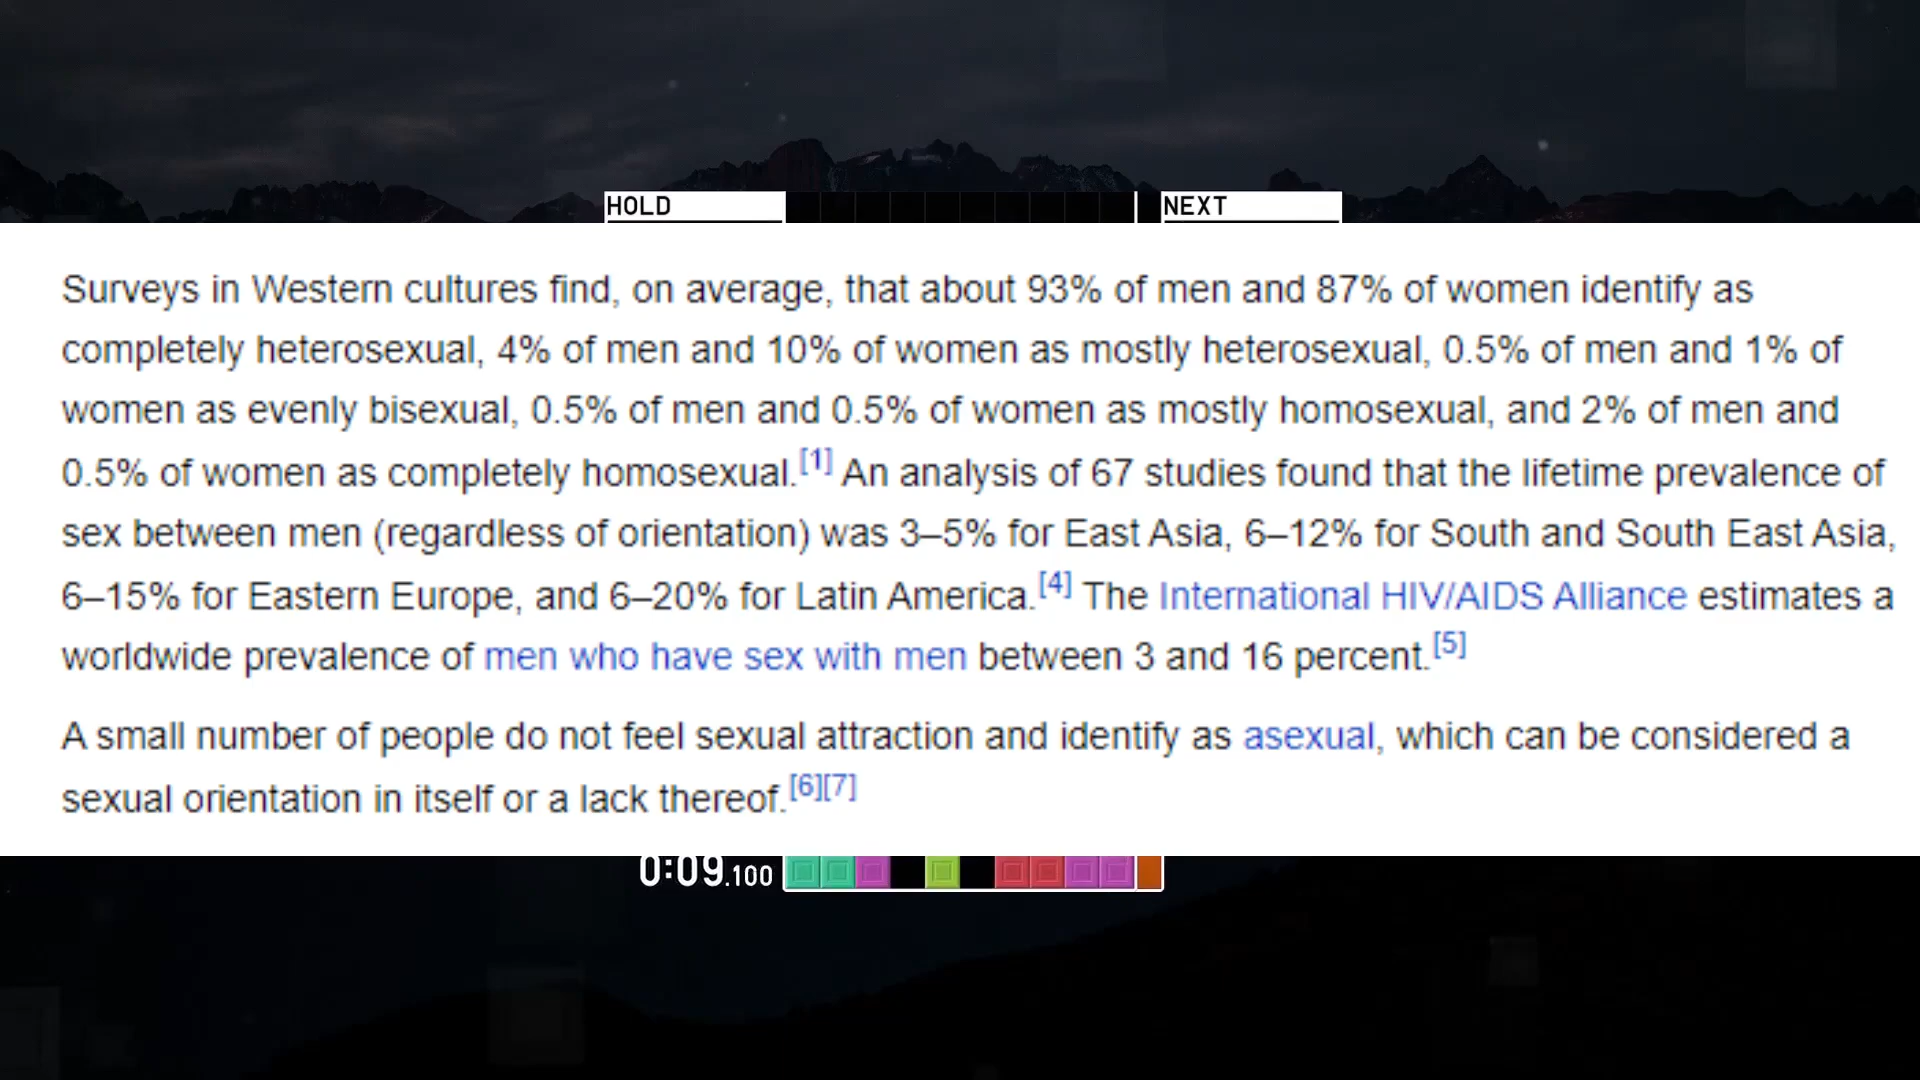 HOLD NEXT
Surveys in Western cultures find, on average, that about 93% of men and 87% of women identify as
completely heterosexual, 4% of men and 10% of women as mostly heterosexual, 0.5% of men and 1% of
women as evenly bisexual, 0.5% of men and 0.5% of women as mostly homosexual, and 2% of men and
0.5% of women as completely homosexual.[1] An analysis of 67 studies found that the lifetime prevalence of
sex between men (regardless of orientation) was 3–5% for East Asia, 6–12% for South and South East Asia,
6–15% for Eastern Europe, and 6–20% for Latin America.[4] The International HIV/AIDS Alliance estimates a
worldwide prevalence of men who have sex with men between 3 and 16 percent.[5]
A small number of people do not feel sexual attraction and identify as asexual, which can be considered a
sexual orientation in itself or a lack thereof.[6][7]
0:09.100